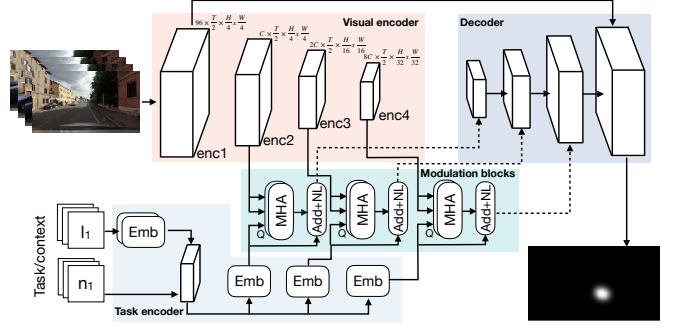 Visual encoder
Decoder
96 × T/2 × H/4 x W/4
C × T/2 × H/4 x W/4
2C × T/2 × H/16 x W/16
8C × T/2 × H/32 x W/32
enc1
enc2
enc3
enc4
Modulation blocks
MHA
Add+NL
MHA
Add+NL
MHA
Add+NL
Q
Q
Q
Task/context
l1
Emb
n1
Emb
Emb
Emb
Task encoder